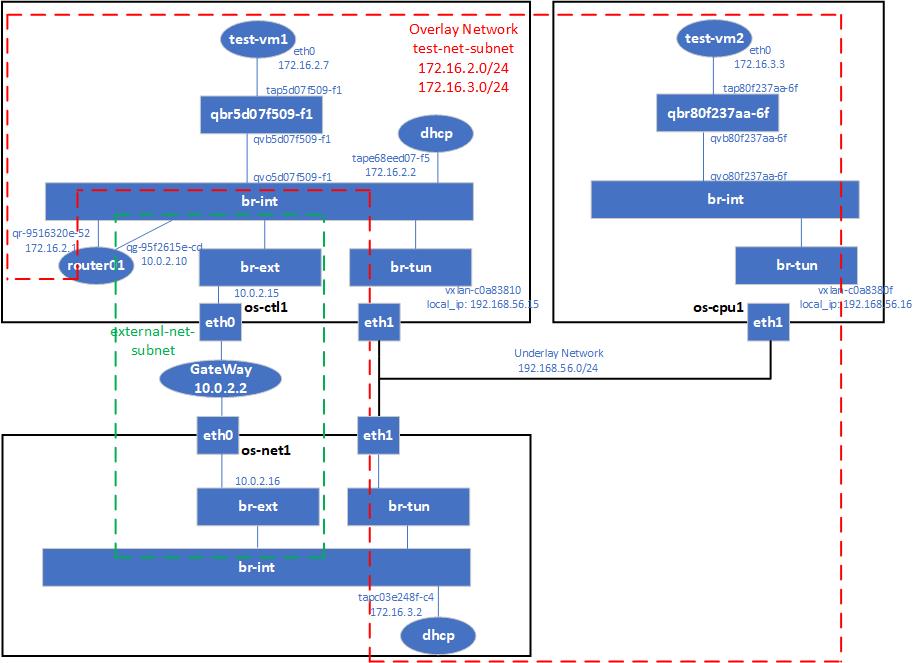 test-vm1
eth0
172.16.2.7
tap5d07f509-f1
qbr5d07f509-f1
qvb5d07f509-f1
qvo5d07f509-f1
Overlay Network
test-net-subnet
172.16.2.0/24
172.16.3.0/24
dhcp
tape68eed07-f5
172.16.2.2
br-int
qr-9516320e-52
172.16.2.1
qg-95f2615e-cd
10.0.2.10
router01
br-ext
10.0.2.15
br-tun
vxlan-c0a83810
local_ip: 192.168.56.15
os-ctl1
eth0
eth1
test-vm2
eth0
172.16.3.3
tap80f237aa-6f
qbr80f237aa-6f
qvb80f237aa-6f
qvo80f237aa-6f
br-int
br-tun
vxlan-c0a8380f
local_ip: 192.168.56.16
os-cpu1
eth1
external-net-
subnet
GateWay
10.0.2.2
Underlay Network
192.168.56.0/24
eth0
eth1
os-net1
10.0.2.16
br-ext
br-tun
br-int
tapc03e248f-c4
172.16.3.2
dhcp